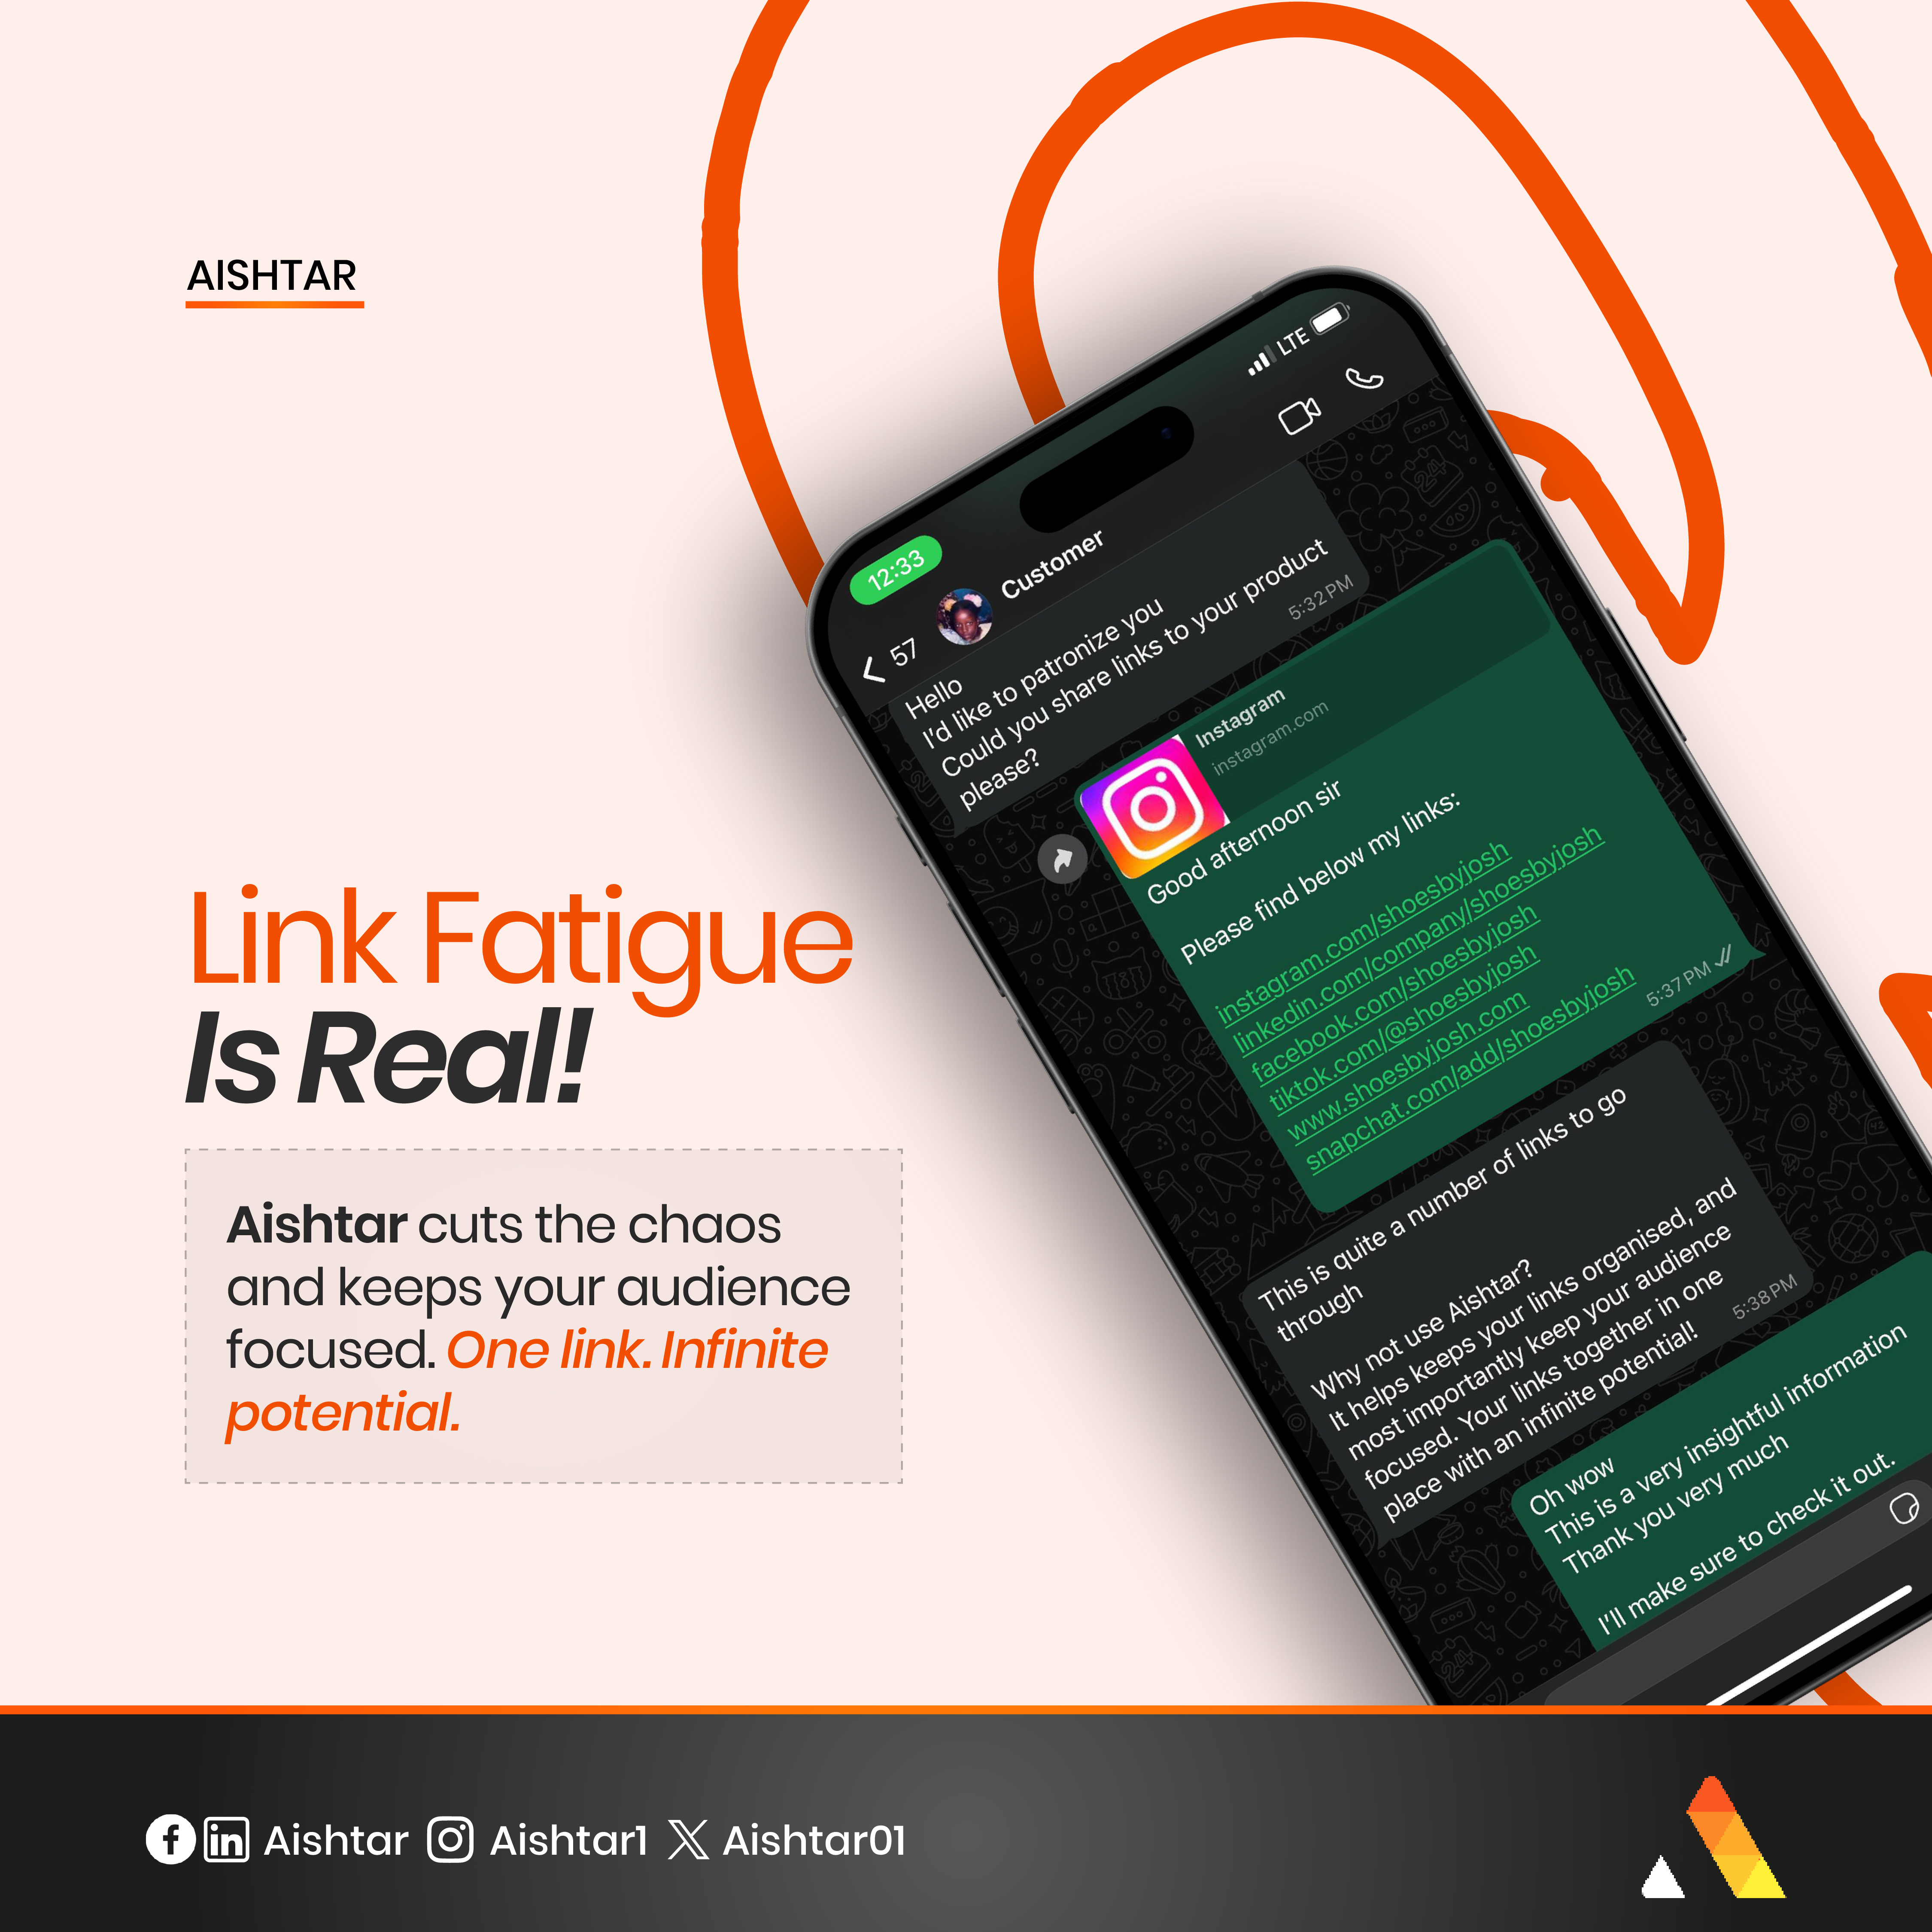 AISHTAR
Link Fatigue
Is Real!
Aishtar cuts the chaos
and keeps your audience
focused. One link. Infinite
potential.
12:33
LTE
57
Customer
Hello
I'd like to patronize you
Could you share links to your product
please?
5:32 PM
Instagram
instagram.com
Good afternoon sir
Please find below my links:
instagram.com/shoesbyjosh
linkedin.com/company/shoesbyjosh
facebook.com/shoesbyjosh
tiktok.com/@shoesbyjosh
www.shoesbyjosh.com
snapchat.com/add/shoesbyjosh
5:37 PM
This is quite a number of links to go
through
Why not use Aishtar?
It helps keeps your links organised, and
most importantly keep your audience
focused. Your links together in one
place with an infinite potential!
5:38 PM
Oh wow
This is a very insightful information
Thank you very much
I'll make sure to check it out.
Aishtar
Aishtar1
Aishtar01